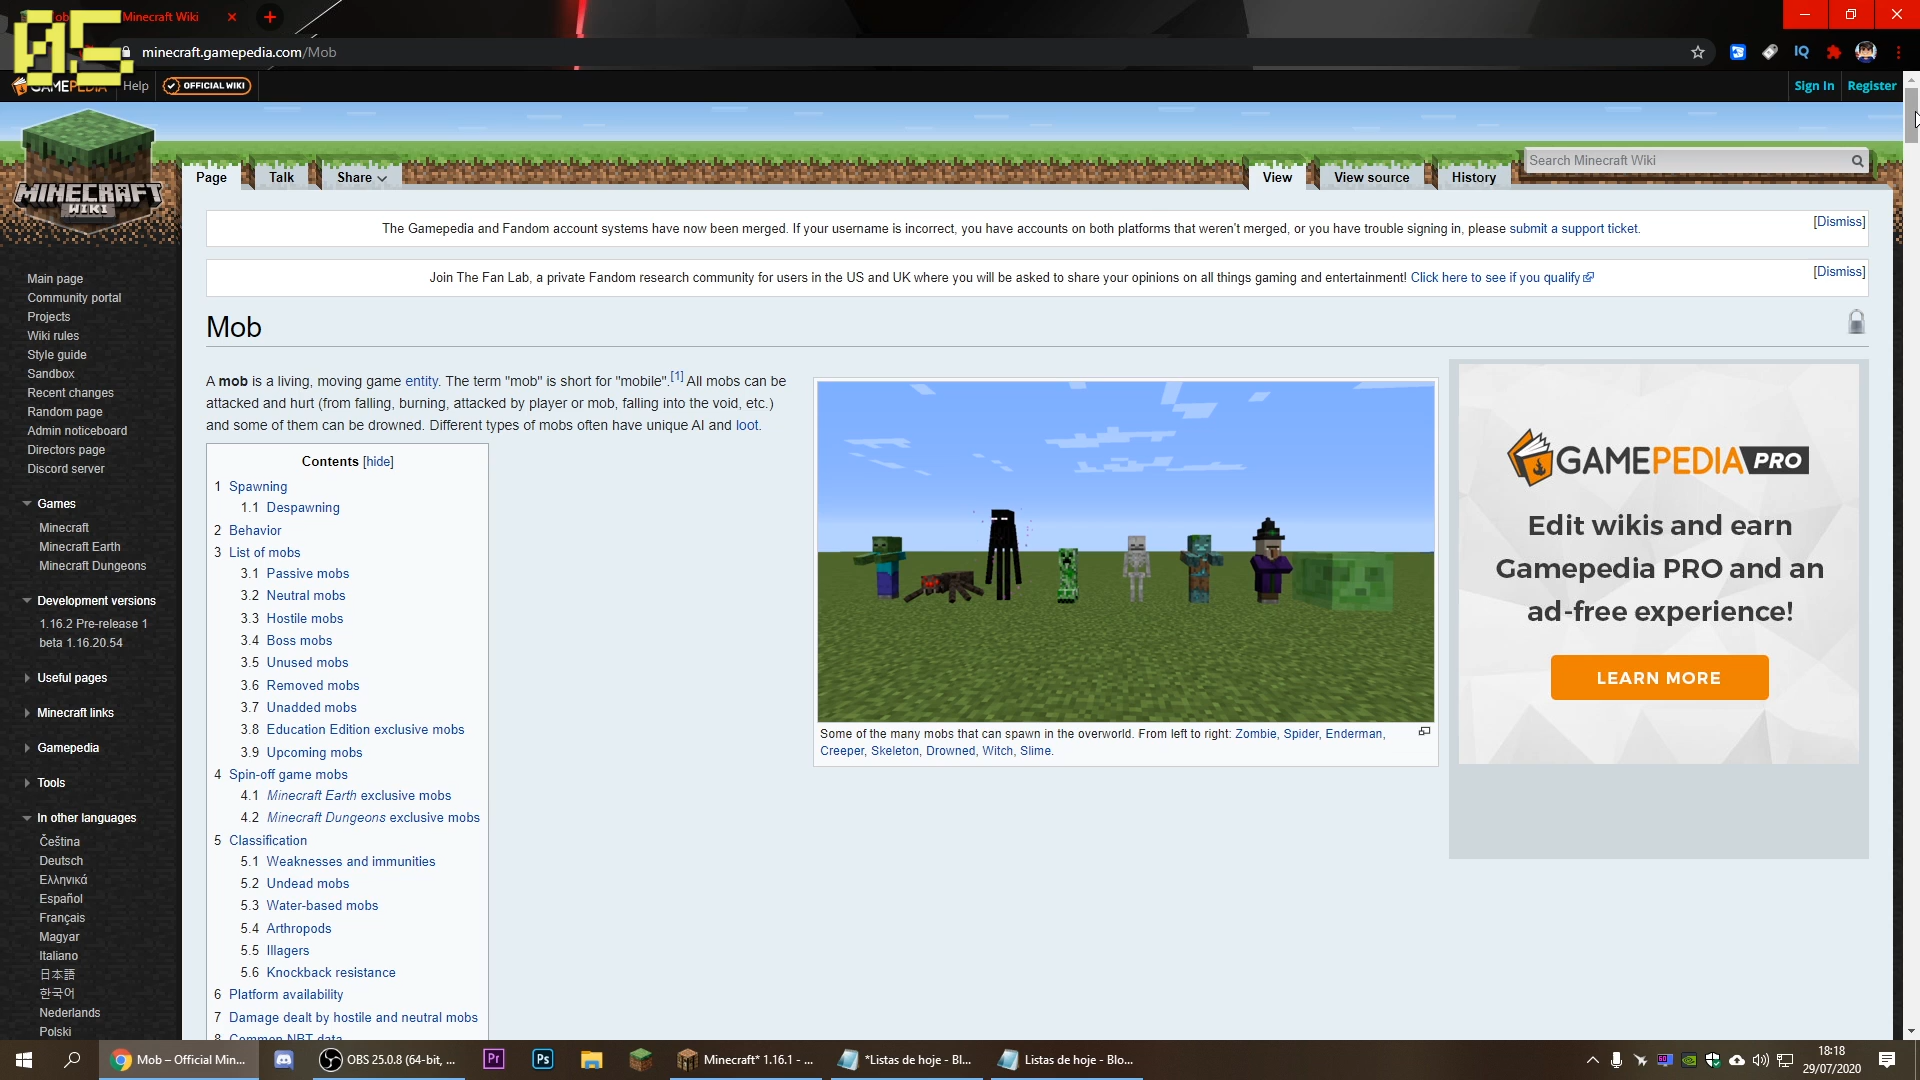 05
Minecraft Wiki
minecraft.gamepedia.com/Mob
Help
OFFICIAL WIKI
Sign In
Register
MINECRAFT
WIKI
Page
Talk
Share
View
View source
History
Search Minecraft Wiki
The Gamepedia and Fandom account systems have now been merged. If your username is incorrect, you have accounts on both platforms that weren't merged, or you have trouble signing in, please submit a support ticket.
[Dismiss]
Join The Fan Lab, a private Fandom research community for users in the US and UK where you will be asked to share your opinions on all things gaming and entertainment! Click here to see if you qualify
[Dismiss]
Main page
Community portal
Projects
Wiki rules
Style guide
Sandbox
Recent changes
Random page
Admin noticeboard
Directors page
Discord server
Games
Minecraft
Minecraft Earth
Minecraft Dungeons
Development versions
1.16.2 Pre-release 1
beta 1.16.20.54
Useful pages
Minecraft links
Gamepedia
Tools
In other languages
Čeština
Deutsch
Ελληνικά
Español
Français
Magyar
Italiano
日本語
한국어
Nederlands
Polski
Mob
A mob is a living, moving game entity. The term "mob" is short for "mobile".[1] All mobs can be
attacked and hurt (from falling, burning, attacked by player or mob, falling into the void, etc.)
and some of them can be drowned. Different types of mobs often have unique AI and loot.
Contents [hide]
1 Spawning
1.1 Despawning
2 Behavior
3 List of mobs
3.1 Passive mobs
3.2 Neutral mobs
3.3 Hostile mobs
3.4 Boss mobs
3.5 Unused mobs
3.6 Removed mobs
3.7 Unadded mobs
3.8 Education Edition exclusive mobs
3.9 Upcoming mobs
4 Spin-off game mobs
4.1 Minecraft Earth exclusive mobs
4.2 Minecraft Dungeons exclusive mobs
5 Classification
5.1 Weaknesses and immunities
5.2 Undead mobs
5.3 Water-based mobs
5.4 Arthropods
5.5 Illagers
5.6 Knockback resistance
6 Platform availability
7 Damage dealt by hostile and neutral mobs
8 Common NBT data
Some of the many mobs that can spawn in the overworld. From left to right: Zombie, Spider, Enderman,
Creeper, Skeleton, Drowned, Witch, Slime.
GAMEPEDIA PRO
Edit wikis and earn
Gamepedia PRO and an
ad-free experience!
LEARN MORE
Mob – Official Min...
OBS 25.0.8 (64-bit, ...
Pr
Ps
Minecraft* 1.16.1 - ...
*Listas de hoje - Bl...
Listas de hoje - Blo...
18:18
29/07/2020